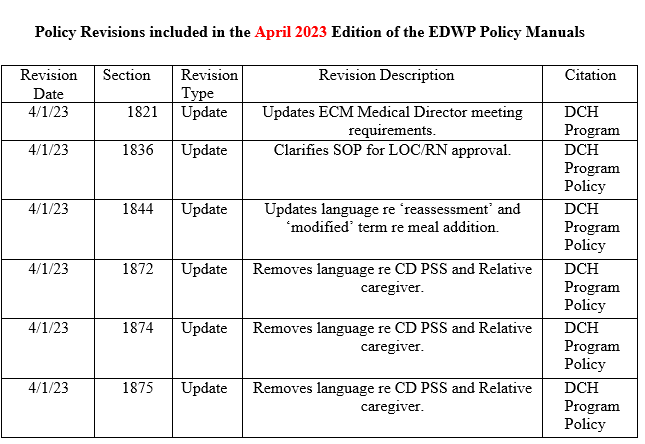 Policy Revisions included in the April 2023 Edition of the EDWP Policy Manuals
Revision Date Section Revision Type Revision Description Citation
4/1/23 1821 Update Updates ECM Medical Director meeting requirements. DCH Program
4/1/23 1836 Update Clarifies SOP for LOC/RN approval. DCH Program Policy
4/1/23 1844 Update Updates language re ‘reassessment’ and ‘modified’ term re meal addition. DCH Program Policy
4/1/23 1872 Update Removes language re CD PSS and Relative caregiver. DCH Program Policy
4/1/23 1874 Update Removes language re CD PSS and Relative caregiver. DCH Program Policy
4/1/23 1875 Update Removes language re CD PSS and Relative caregiver. DCH Program Policy